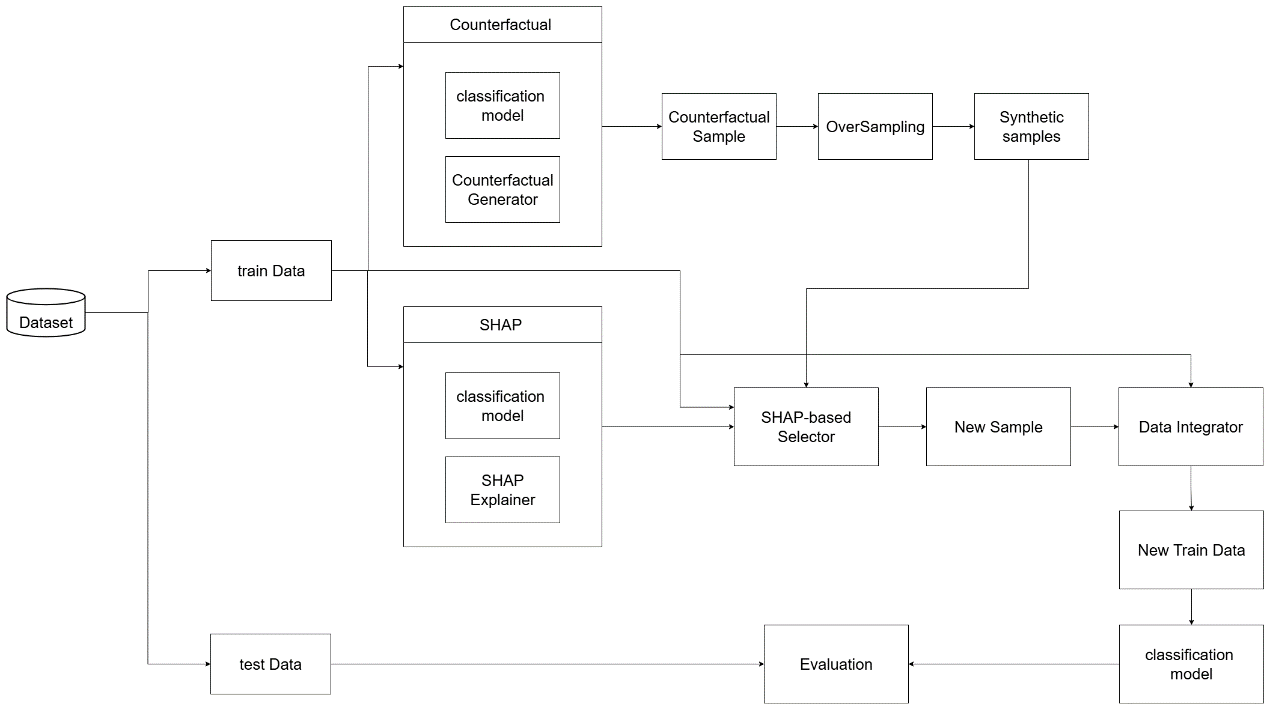 Counterfactual
classification
model
Counterfactual
Generator
Counterfactual
Sample
OverSampling
Synthetic
samples
train Data
Dataset
SHAP
classification
model
SHAP
Explainer
SHAP-based
Selector
New Sample
Data Integrator
New Train Data
test Data
Evaluation
classification
model